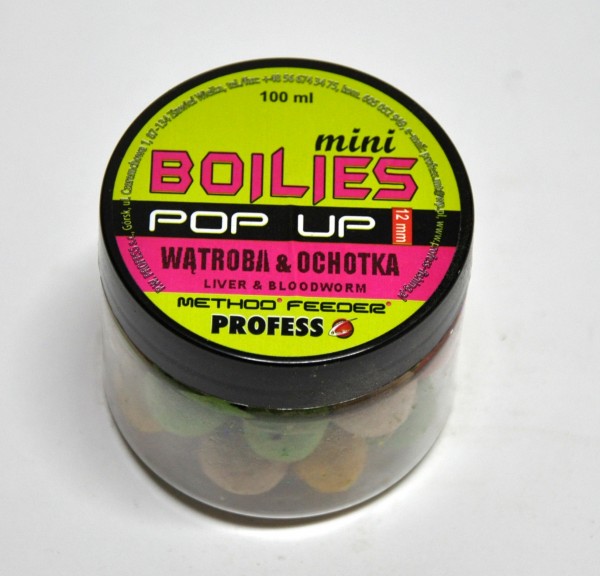 100 ml
mini
BOILIES
POP UP
12 mm
WĄTROBA & OCHOTKA
LIVER & BLOODWORM
METHOD FEEDER
PROFESS